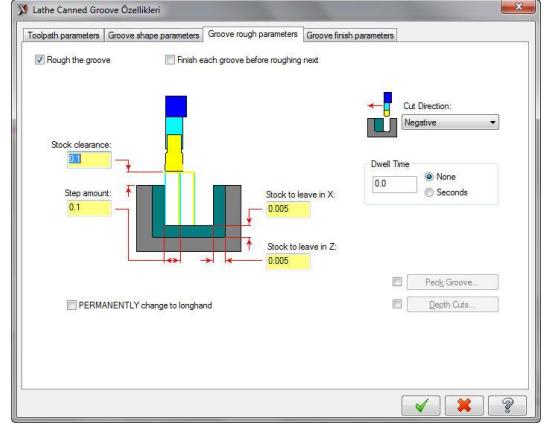 Lathe Canned Groove Özellikleri
Toolpath parameters Groove shape parameters Groove rough parameters Groove finish parameters
Rough the groove Finish each groove before roughing next
Cut Direction:
Negative
Stock clearance:
0.1
Dwell Time
0.0 None
Seconds
Step amount:
0.1
Stock to leave in X:
0.005
Stock to leave in Z:
0.005
Peck Groove...
PERMANENTLY change to longhand Depth Cuts...